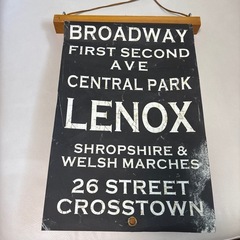 BROADWAY
FIRST SECOND
AVE
CENTRAL PARK
LENOX
SHROPSHIRE &
WELSH MARCHES
26 STREET
CROSSTOWN